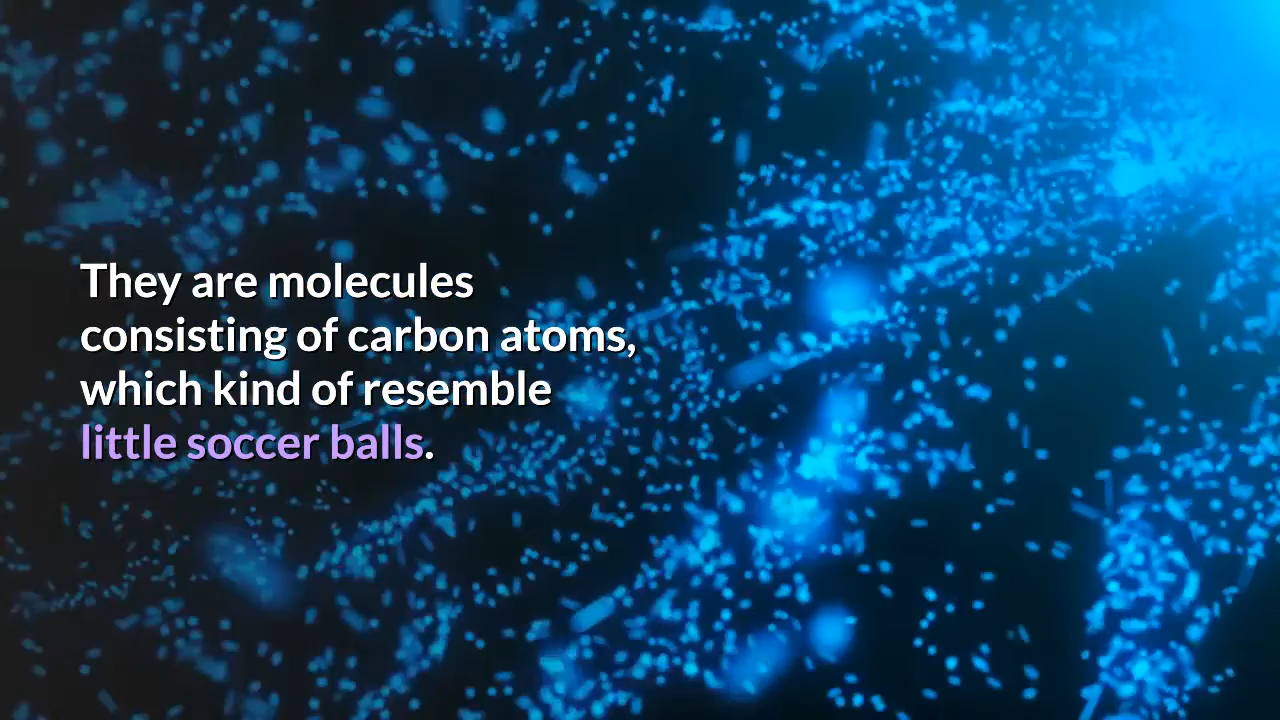 They are molecules
consisting of carbon atoms,
which kind of resemble
little soccer balls.